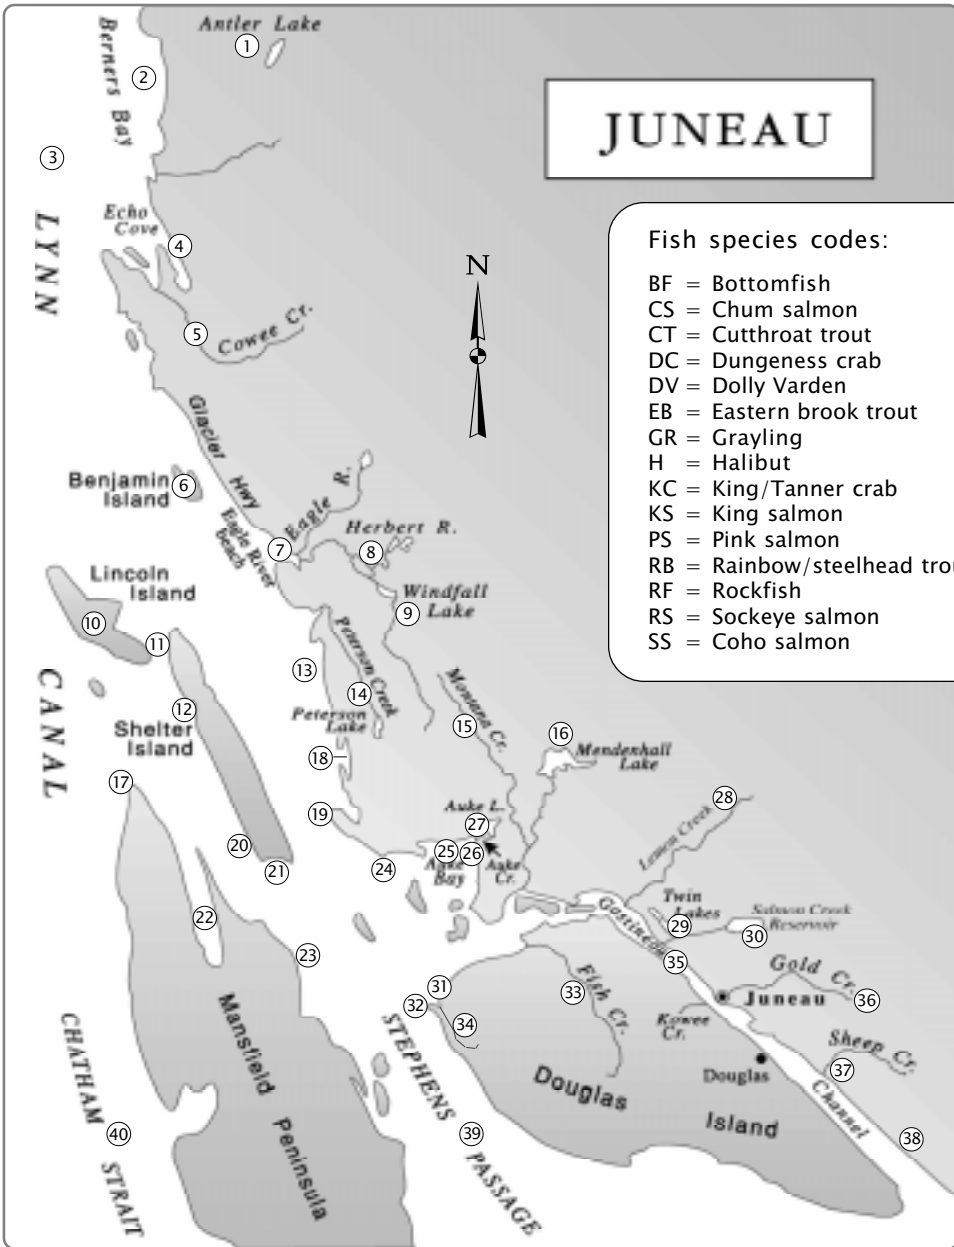 Antler Lake
1
Berners Bay
2
JUNEAU
3
LYNN
Echo
Cove
4
Fish species codes:
BF = Bottomfish
CS = Chum salmon
CT = Cutthroat trout
DC = Dungeness crab
DV = Dolly Varden
EB = Eastern brook trout
GR = Grayling
H = Halibut
KC = King/Tanner crab
KS = King salmon
PS = Pink salmon
RB = Rainbow/steelhead trou
RF = Rockfish
RS = Sockeye salmon
SS = Coho salmon
N
5
Cowee Cr.
Glacier Hwy
Benjamin
Island
6
Eagle R.
Eagle River
beach
7
Herbert R.
8
Windfall
Lake
9
Lincoln
Island
10
11
CANAL
Peterson Creek
13
14
Peterson
Lake
12
Shelter
Island
Montana Cr.
15
16
Mendenhall
Lake
17
18
19
Auke L.
27
28
Lemon Creek
20
21
24
25
26
Auke
Bay
Auke
Cr.
22
23
Twin
Lakes
29
Salmon Creek
Reservoir
30
Gastineau
35
Gold Cr.
36
Juneau
31
32
33
Fish Cr.
34
Kowee
Cr.
Sheep Cr.
37
Douglas
Channel
38
Mansfield
Peninsula
STEPHENS
39
PASSAGE
Douglas
Island
CHATHAM
40
STRAIT